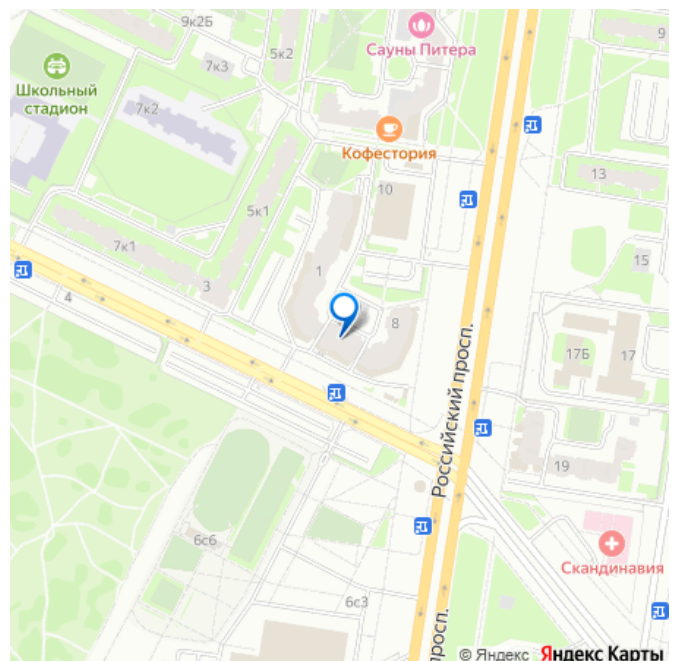 9к2Б
5к2
Сауны Питера
9
7к3
Школьный
стадион
7к2
Кофестория
13
10
5к1
7к1
1
15
3
4
8
Российский просп.
17Б
17
19
6с6
Скандинавия
6с3
просп.
© Яндекс Яндекс Карты